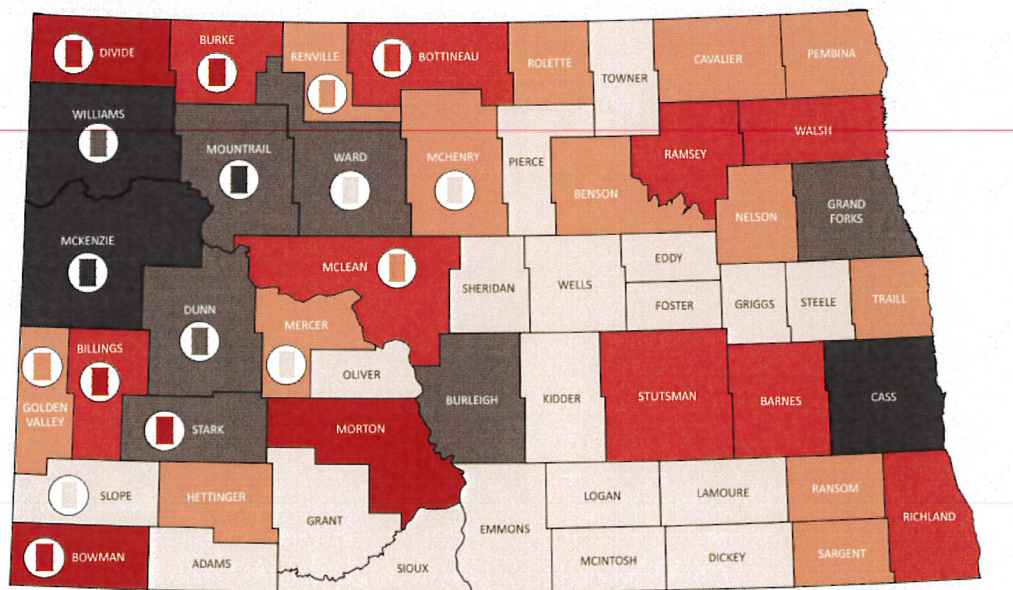 DIVIDE
BURKE
RENVILLE
BOTTINEAU
ROLETTE
TOWNER
CAVALIER
PEMBINA
WILLIAMS
MOUNTRAIL
WARD
MCHENRY
PIERCE
BENSON
RAMSEY
WALSH
NELSON
GRAND
FORKS
MCKENZIE
DUNN
MCLEAN
SHERIDAN
WELLS
EDDY
FOSTER
GRIGGS
STEELE
TRAILL
MERCER
OLIVER
GOLDEN
VALLEY
BILLINGS
STARK
MORTON
BURLEIGH
KIDDER
STUTSMAN
BARNES
CASS
SLOPE
HETTINGER
GRANT
EMMONS
LOGAN
LAMOURE
RANSOM
RICHLAND
BOWMAN
ADAMS
SIOUX
MCINTOSH
DICKEY
SARGENT